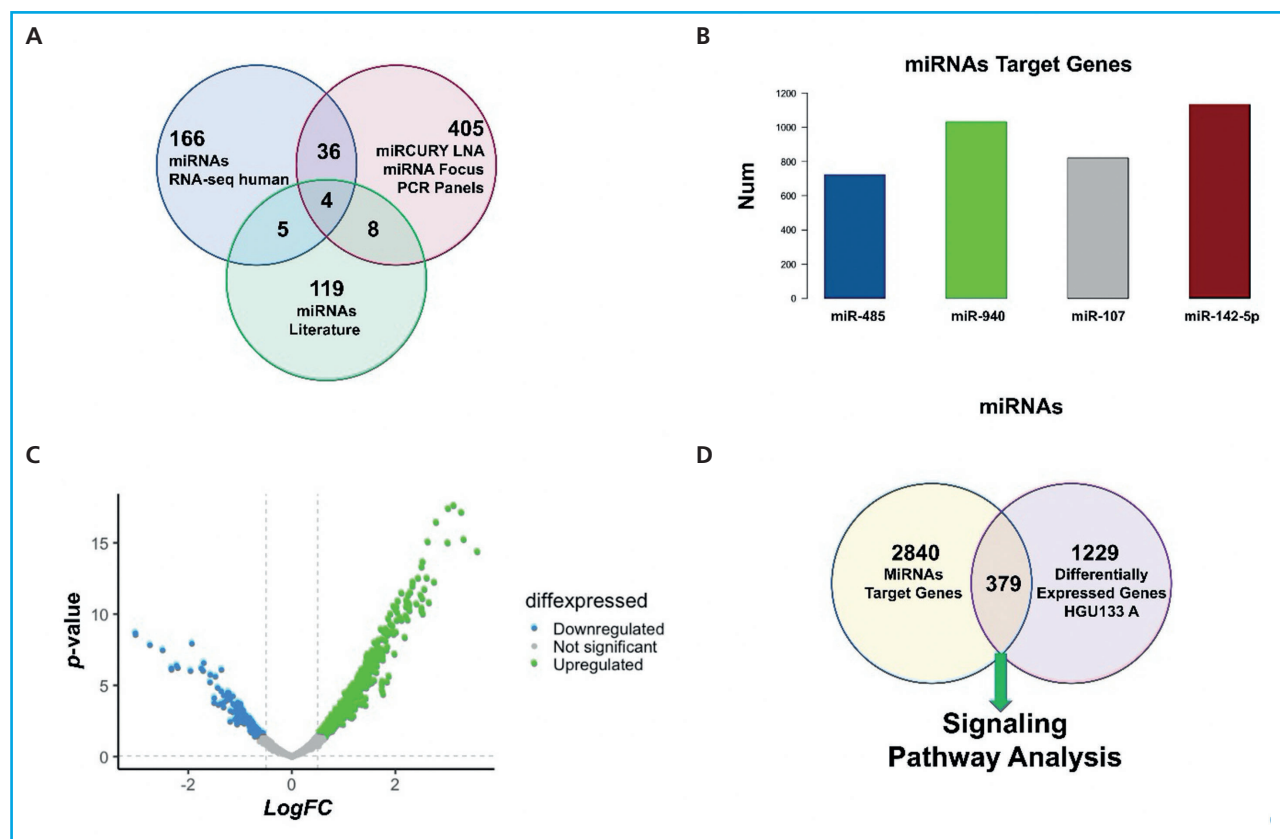 A
166
miRNAs
RNA-seq human
36
405
miRCURY LNA
miRNA Focus
PCR Panels
4
5
8
119
miRNAs
Literature
B
miRNAs Target Genes
Num
1200
1000
800
600
400
200
0
miR-485
miR-940
miR-107
miR-142-5p
miRNAs
C
p-value
15
10
5
0
-2
0
2
LogFC
diffexpressed
Downregulated
Not significant
Upregulated
D
2840
MiRNAs
Target Genes
379
1229
Differentially
Expressed Genes
HGU133 A
Signaling
Pathway Analysis